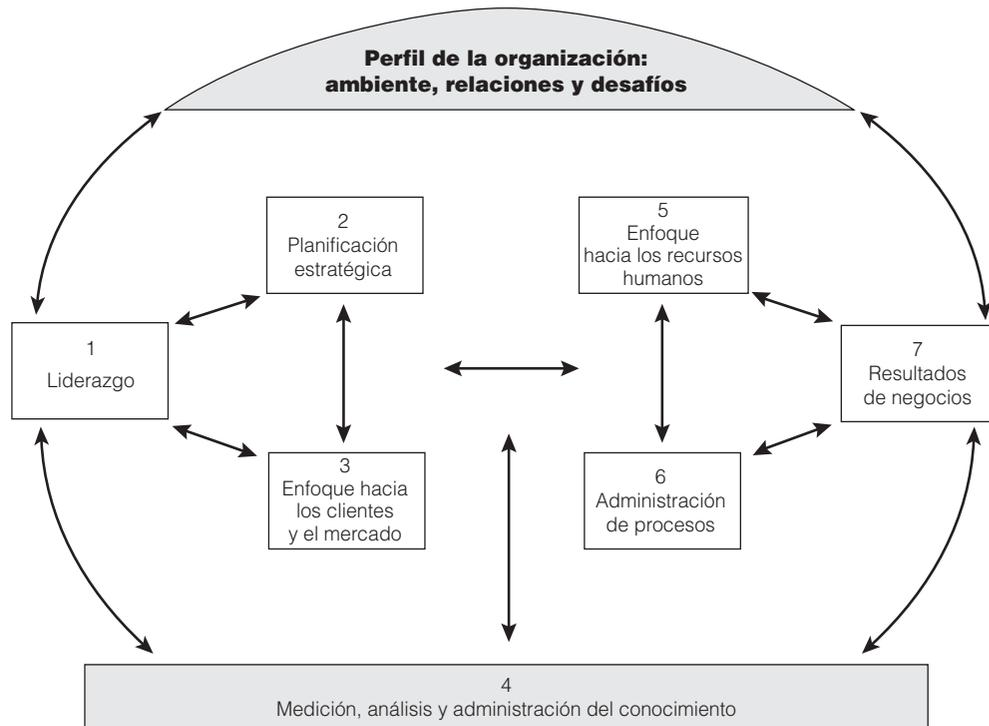 Perfil de la organización:
ambiente, relaciones y desafíos
1
Liderazgo
2
Planificación
estratégica
3
Enfoque hacia
los clientes
y el mercado
5
Enfoque
hacia los recursos
humanos
6
Administración
de procesos
7
Resultados
de negocios
4
Medición, análisis y administración del conocimiento